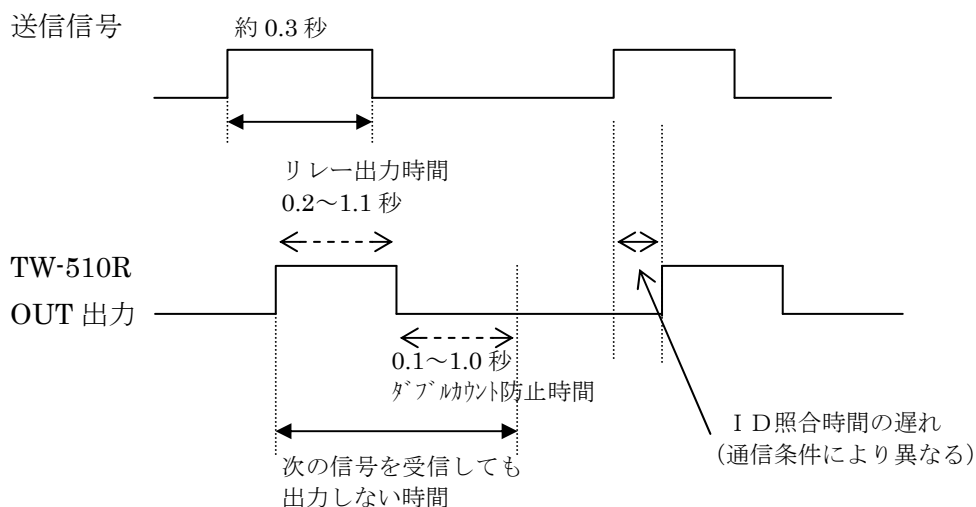 送信信号
約 0.3 秒
リレー出力時間
0.2～1.1 秒
TW-510R
OUT 出力
0.1～1.0 秒
ﾀﾞﾌﾞﾙｶｳﾝﾄ防止時間
ＩＤ照合時間の遅れ
（通信条件により異なる）
次の信号を受信しても
出力しない時間